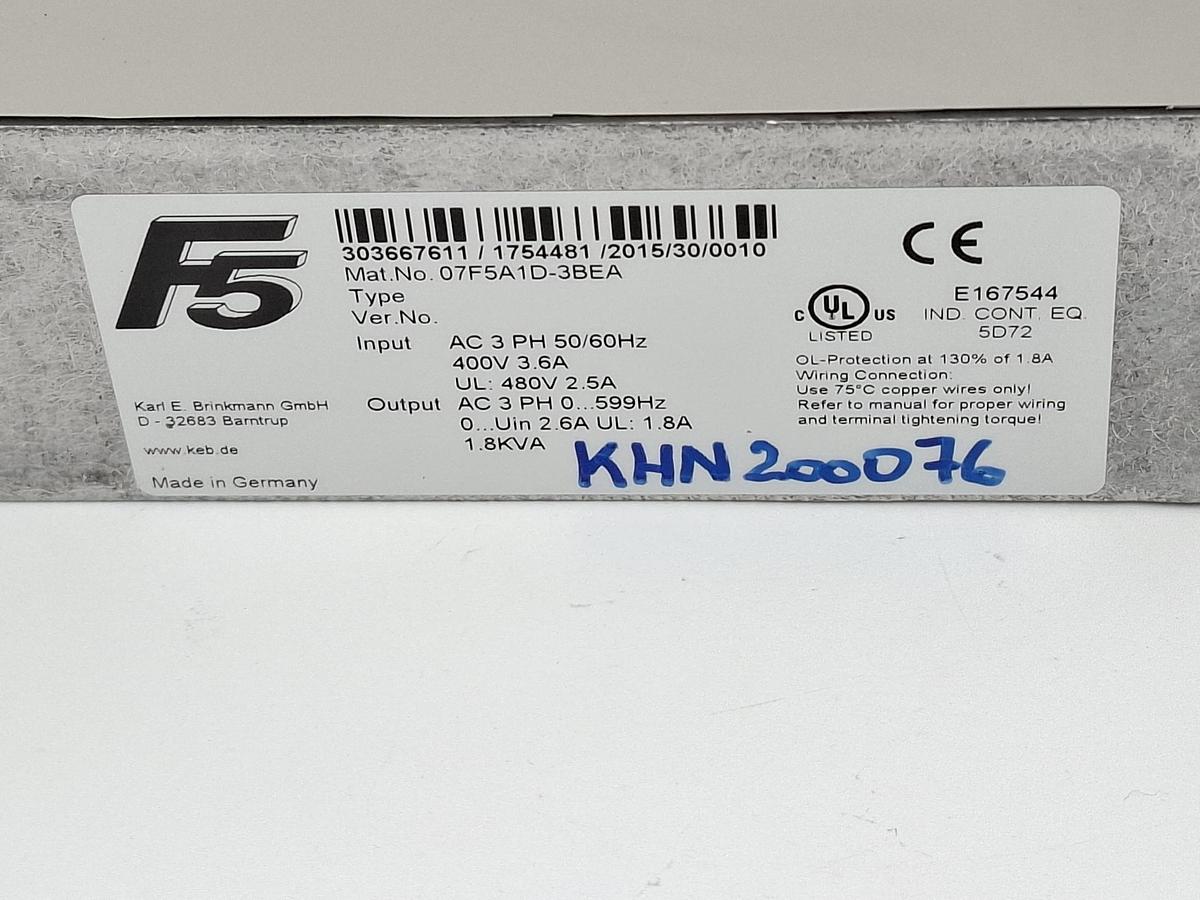 F5
303667611 / 1754481 /2015/30/0010
Mat.No. 07F5A1D-3BEA
Type
Ver.No.
Input AC 3 PH 50/60Hz
400V 3.6A
UL: 480V 2.5A
Output AC 3 PH 0...599Hz
0...Uin 2.6A UL: 1.8A
1.8KVA
Karl E. Brinkmann GmbH
D - 32683 Barntrup
www.keb.de
Made in Germany
CE
C UL US
LISTED
E167544
IND. CONT. EQ.
5D72
OL-Protection at 130% of 1.8A
Wiring Connection:
Use 75°C copper wires only!
Refer to manual for proper wiring
and terminal tightening torque!
KHN200076